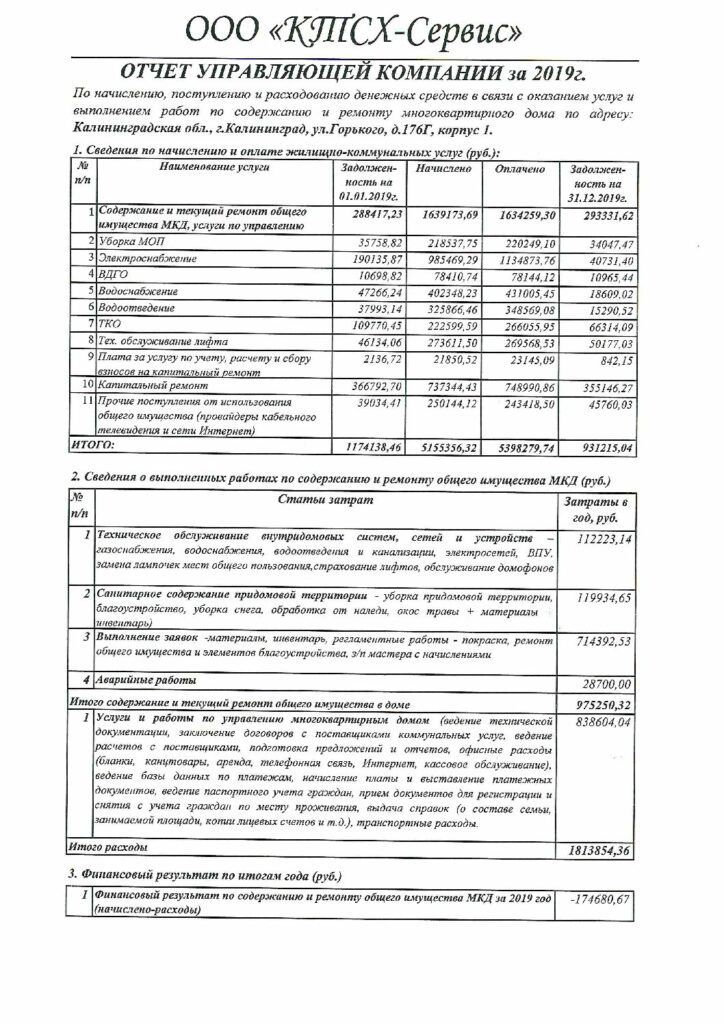 ООО «КТСХ-Сервис»
ОТЧЕТ УПРАВЛЯЮЩЕЙ КОМПАНИИ за 2019г.
По начислению, поступлению и расходованию денежных средств в связи с оказанием услуг и
выполнением работ по содержанию и ремонту многоквартирного дома по адресу:
Калининградская обл., г.Калининград, ул.Горького, д.176Г, корпус 1.
1. Сведения по начислению и оплате жилищно-коммунальных услуг (руб.):
№ п/п Наименование услуги Задолжен-ность на 01.01.2019г. Начислено Оплачено Задолжен-ность на 31.12.2019г.
1 Содержание и текущий ремонт общего имущества МКД, услуги по управлению 288417,23 1639173,69 1634259,30 293331,62
2 Уборка МОП 35758,82 218537,75 220249,10 34047,47
3 Электроснабжение 190135,87 985469,29 1134873,76 40731,40
4 ВДГО 10698,82 78410,74 78144,12 10965,44
5 Водоснабжение 47266,24 402348,23 431005,45 18609,02
6 Водоотведение 37993,14 325866,46 348569,08 15290,52
7 ТКО 109770,45 222599,59 266055,95 66314,09
8 Тех. обслуживание лифта 46134,06 273611,50 269568,53 50177,03
9 Плата за услугу по учету, расчету и сбору взносов на капитальный ремонт 2136,72 21850,52 23145,09 842,15
10 Капитальный ремонт 366792,70 737344,43 748990,86 355146,27
11 Прочие поступления от использования общего имущества (провайдеры кабельного телевидения и сети Интернет) 39034,41 250144,12 243418,50 45760,03
ИТОГО: 1174138,46 5155356,32 5398279,74 931215,04
2. Сведения о выполненных работах по содержанию и ремонту общего имущества МКД (руб.)
№ п/п Статьи затрат Затраты в год, руб.
1 Техническое обслуживание внутридомовых систем, сетей и устройств – 112223,14
газоснабжения, водоснабжения, водоотведения и канализации, электросетей, ВПУ,
замена лампочек мест общего пользования,страхование лифтов, обслуживание домофонов
2 Санитарное содержание придомовой территории - уборка придомовой территории, 119934,65
благоустройство, уборка снега, обработка от наледи, окос травы + материалы
инвентарь)
3 Выполнение заявок -материалы, инвентарь, регламентные работы - покраска, ремонт 714392,53
общего имущества и элементов благоустройства, з/п мастера с начислениями
4 Аварийные работы 28700,00
Итого содержание и текущий ремонт общего имущества в доме 975250,32
1 Услуги и работы по управлению многоквартирным домом (ведение технической 838604,04
документации, заключение договоров с поставщиками коммунальных услуг, ведение
расчетов с поставщиками, подготовка предложений и отчетов, офисные расходы
(бланки, канцтовары, аренда, телефонная связь, Интернет, кассовое обслуживание),
ведение базы данных по платежам, начисление платы и выставление платежных
документов, ведение паспортного учета граждан, прием документов для регистрации и
снятия с учета граждан по месту проживания, выдача справок (о составе семьи,
занимаемой площади, копии лицевых счетов и т.д.), транспортные расходы.
Итого расходы 1813854,36
3. Финансовый результат по итогам года (руб.)
1 Финансовый результат по содержанию и ремонту общего имущества МКД за 2019 год -174680,67
(начислено-расходы)